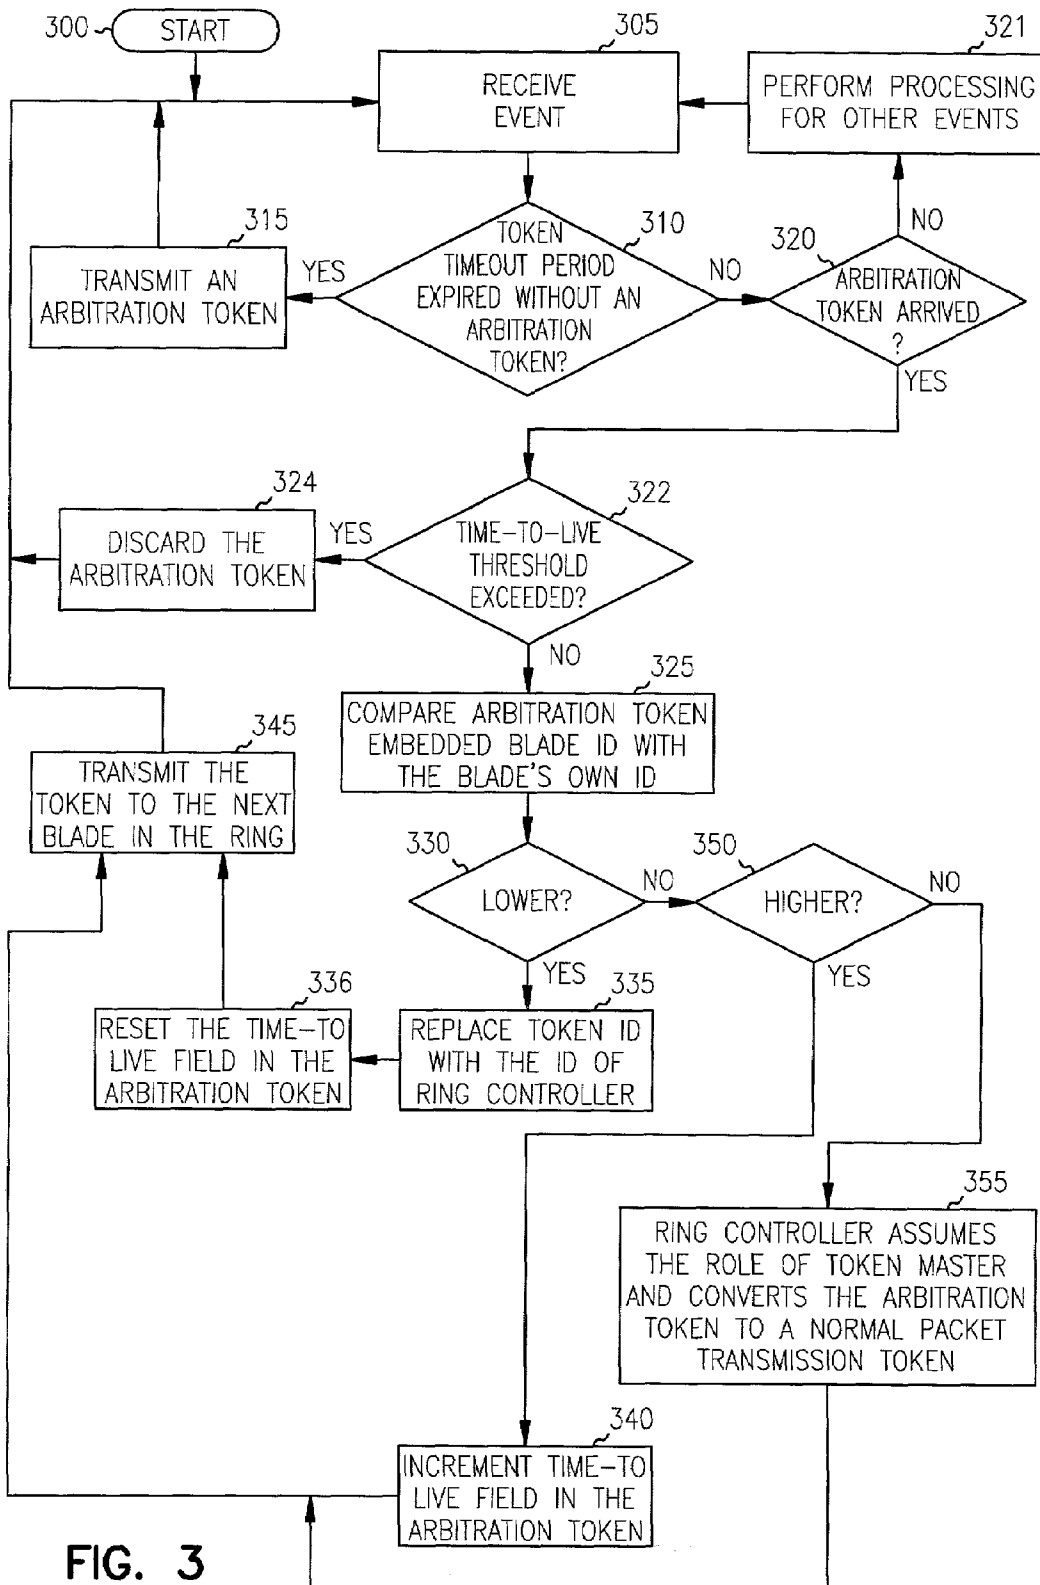 300
START
305
RECEIVE
EVENT
321
PERFORM PROCESSING
FOR OTHER EVENTS
315
TRANSMIT AN
ARBITRATION TOKEN
YES
TOKEN
TIMEOUT PERIOD
EXPIRED WITHOUT AN
ARBITRATION
TOKEN?
310
NO
320
NO
ARBITRATION
TOKEN ARRIVED
?
YES
324
DISCARD THE
ARBITRATION TOKEN
YES
322
TIME-TO-LIVE
THRESHOLD
EXCEEDED?
NO
325
COMPARE ARBITRATION TOKEN
EMBEDDED BLADE ID WITH
THE BLADE'S OWN ID
345
TRANSMIT THE
TOKEN TO THE NEXT
BLADE IN THE RING
330
LOWER?
NO
350
HIGHER?
NO
YES
YES
336
RESET THE TIME-TO
LIVE FIELD IN THE
ARBITRATION TOKEN
335
REPLACE TOKEN ID
WITH THE ID OF
RING CONTROLLER
355
RING CONTROLLER ASSUMES
THE ROLE OF TOKEN MASTER
AND CONVERTS THE ARBITRATION
TOKEN TO A NORMAL PACKET
TRANSMISSION TOKEN
340
INCREMENT TIME-TO
LIVE FIELD IN THE
ARBITRATION TOKEN
FIG. 3